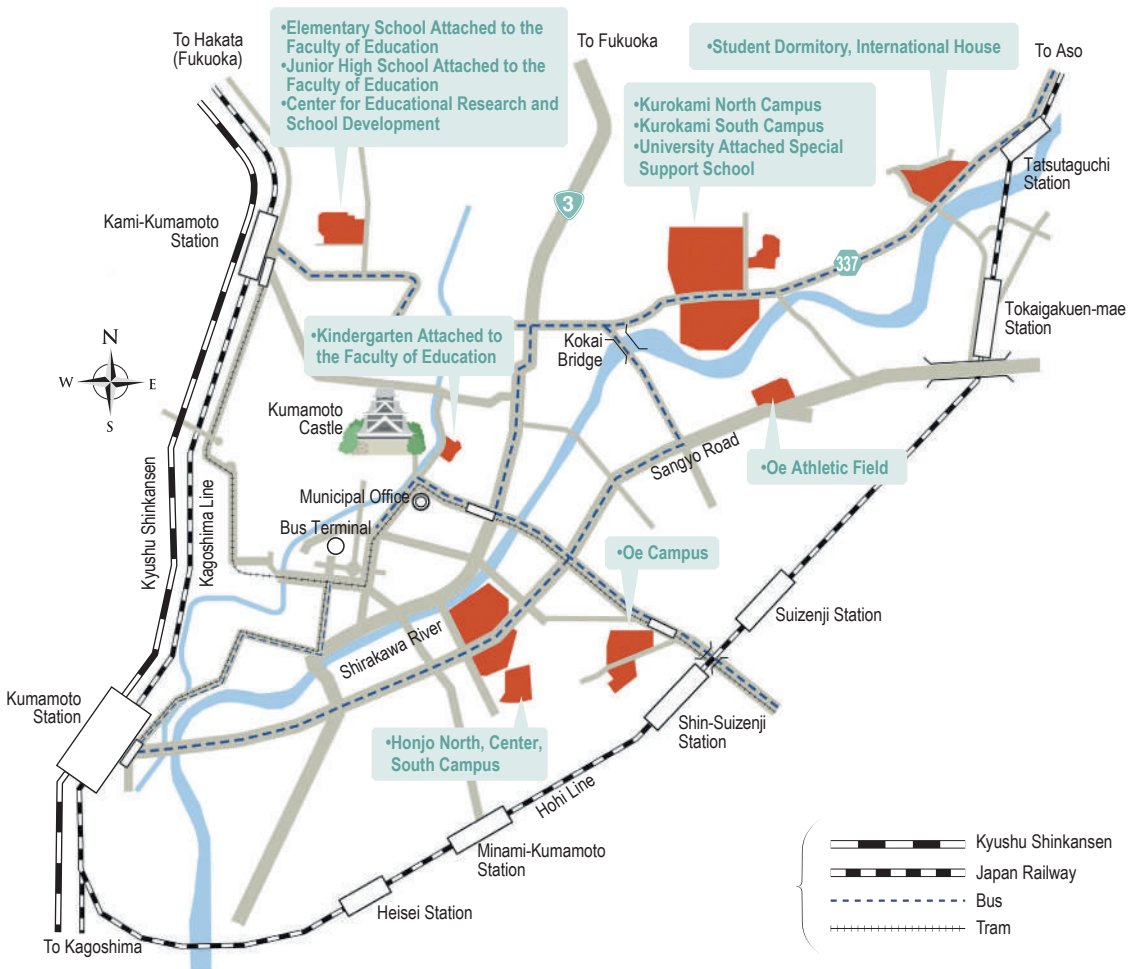 To Hakata
(Fukuoka)
•Elementary School Attached to the
Faculty of Education
•Junior High School Attached to the
Faculty of Education
•Center for Educational Research and
School Development
To Fukuoka
•Student Dormitory, International House
To Aso
•Kurokami North Campus
•Kurokami South Campus
•University Attached Special
Support School
Tatsutaguchi
Station
3
Kami-Kumamoto
Station
337
Tokaigakuen-mae
Station
•Kindergarten Attached to
the Faculty of Education
Kokai
Bridge
N
W
E
S
Kumamoto
Castle
Sangyo Road
•Oe Athletic Field
Kyushu Shinkansen
Kagoshima Line
Municipal Office
Bus Terminal
•Oe Campus
Suizenji Station
Shirakawa River
Kumamoto
Station
Shin-Suizenji
Station
•Honjo North, Center,
South Campus
Hohi Line
Minami-Kumamoto
Station
Heisei Station
To Kagoshima
Kyushu Shinkansen
Japan Railway
Bus
Tram